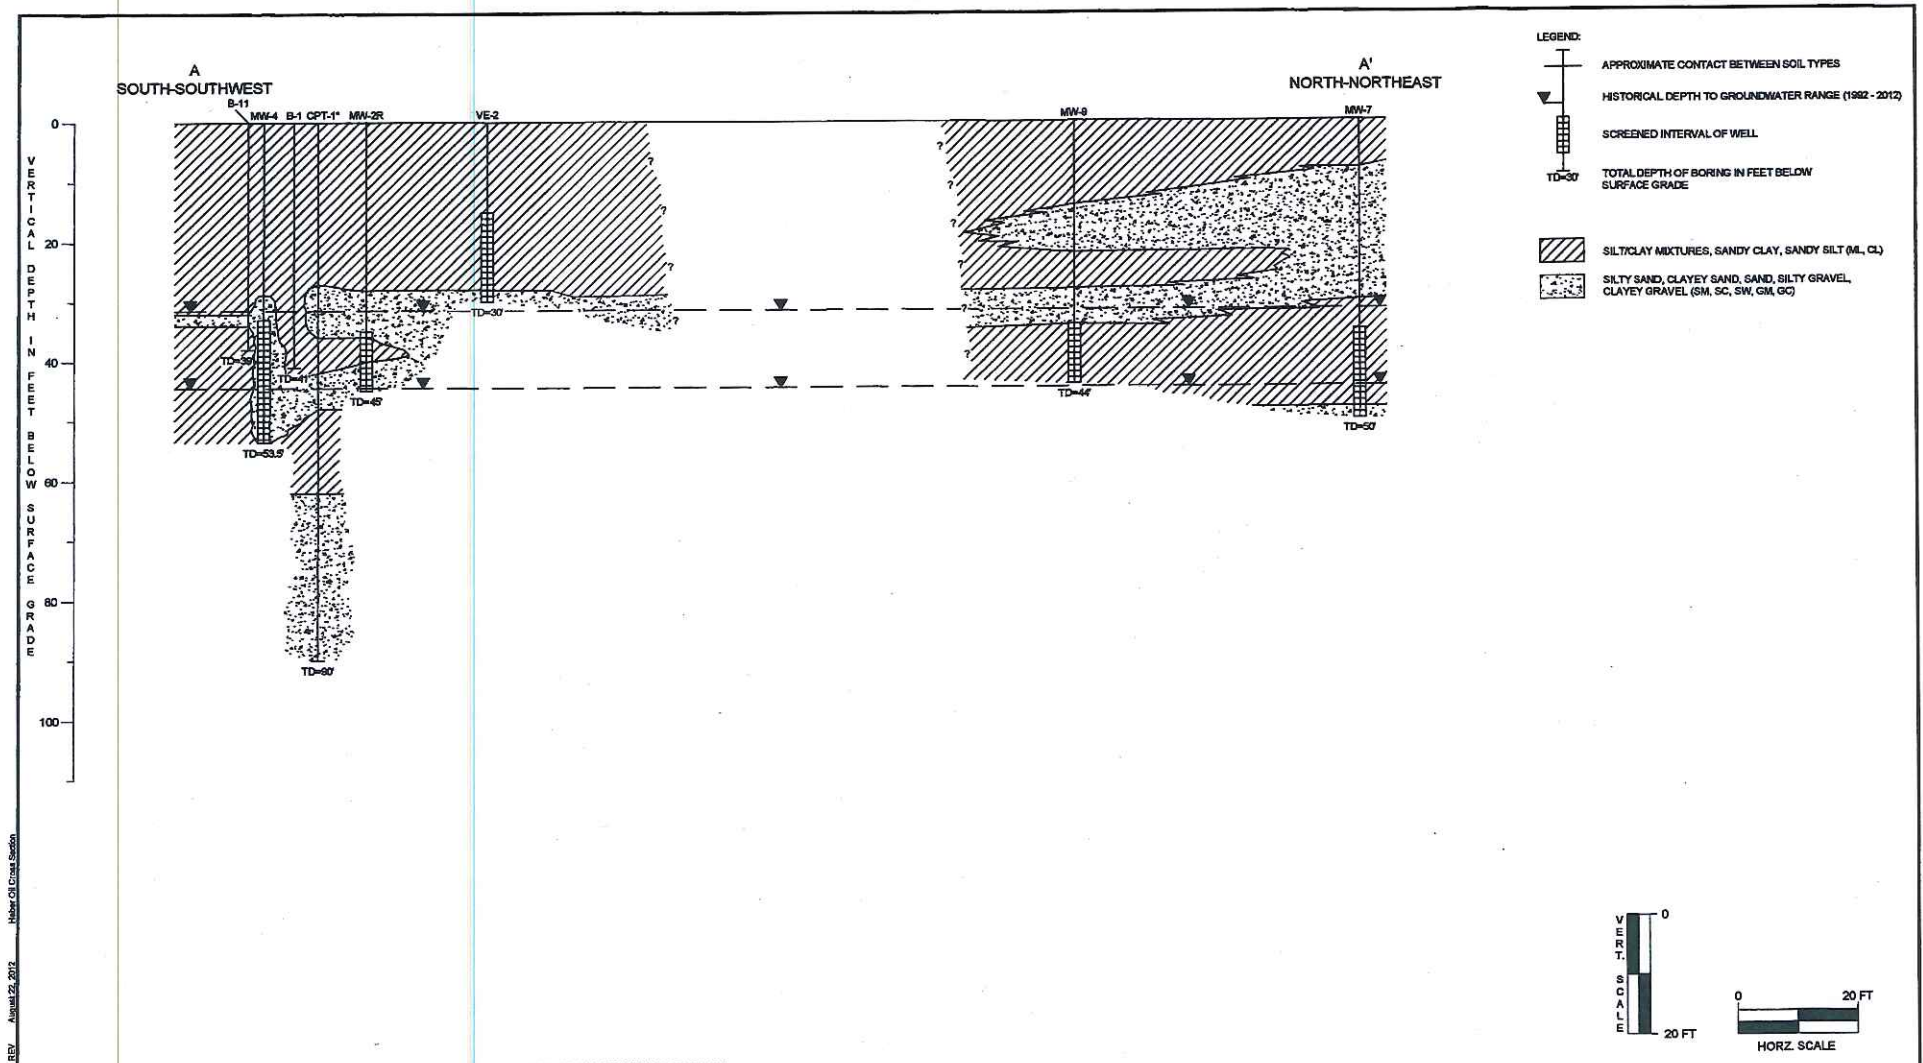 A
SOUTH-SOUTHWEST
A'
NORTH-NORTHEAST
B-11
MW-4 B-1 CPT-1* MW-2R VE-2 MW-9 MW-7
VERTICAL DEPTH IN FEET BELOW SURFACE GRADE
0
20
40
60
80
100
?
?
?
?
?
?
?
?
?
?
?
?
TD=30'
TD=39'
TD=41'
TD=45'
TD=44'
TD=50'
TD=53.5'
TD=90'
LEGEND:
APPROXIMATE CONTACT BETWEEN SOIL TYPES
HISTORICAL DEPTH TO GROUNDWATER RANGE (1992 - 2012)
SCREENED INTERVAL OF WELL
TD=30'
TOTAL DEPTH OF BORING IN FEET BELOW
SURFACE GRADE
SILT/CLAY MIXTURES, SANDY CLAY, SANDY SILT (ML, CL)
SILTY SAND, CLAYEY SAND, SAND, SILTY GRAVEL,
CLAYEY GRAVEL (SM, SC, SW, GM, GC)
VERT. SCALE
0
20 FT
0 20 FT
HORZ. SCALE
REV August 22, 2012 Haber Oil Cross Section